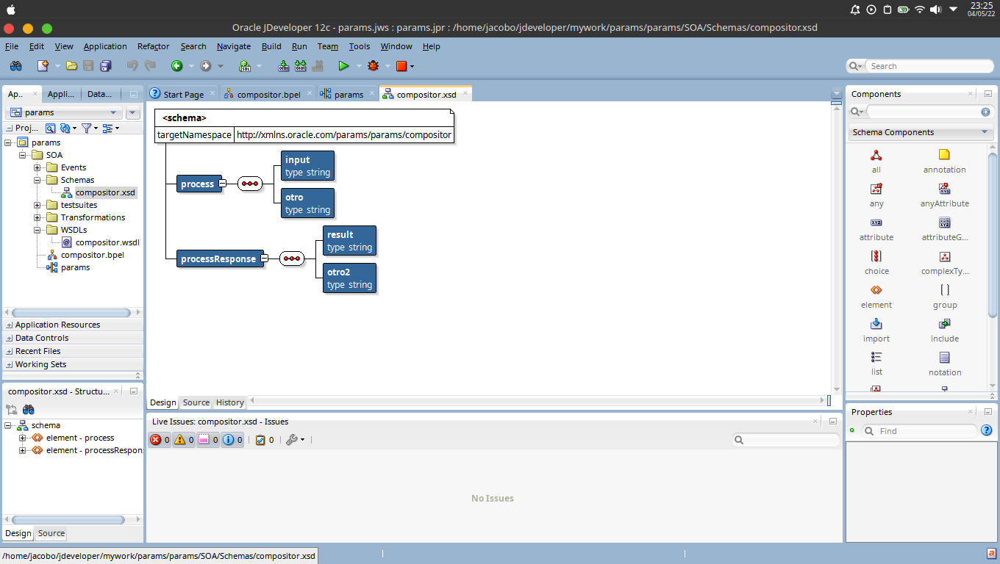 23:25
04/05/22
Oracle JDeveloper 12c - params.jws : params.jpr : /home/jacobo/jdeveloper/mywork/params/params/SOA/Schemas/compositor.xsd
File Edit View Application Refactor Search Navigate Build Run Team Tools Window Help
Search
Ap.. Appli... Data...
params
Proj...
params
SOA
Events
Schemas
compositor.xsd
testsuites
Transformations
WSDLs
compositor.wsdl
compositor.bpel
params
Application Resources
Data Controls
Recent Files
Working Sets
compositor.xsd - Structu...
schema
element - process
element - processRespon
Design Source
Start Page compositor.bpel params compositor.xsd
<schema>
targetNamespace http://xmlns.oracle.com/params/params/compositor
process
input
type string
otro
type string
processResponse
result
type string
otro2
type string
Design Source History
Live Issues: compositor.xsd - Issues
0 0 0 0 0
No Issues
Components
Schema Components
all annotation
any anyAttribute
attribute attributeG...
choice complexTy...
element group
import include
list notation
Properties
Find
/home/jacobo/jdeveloper/mywork/params/params/SOA/Schemas/compositor.xsd